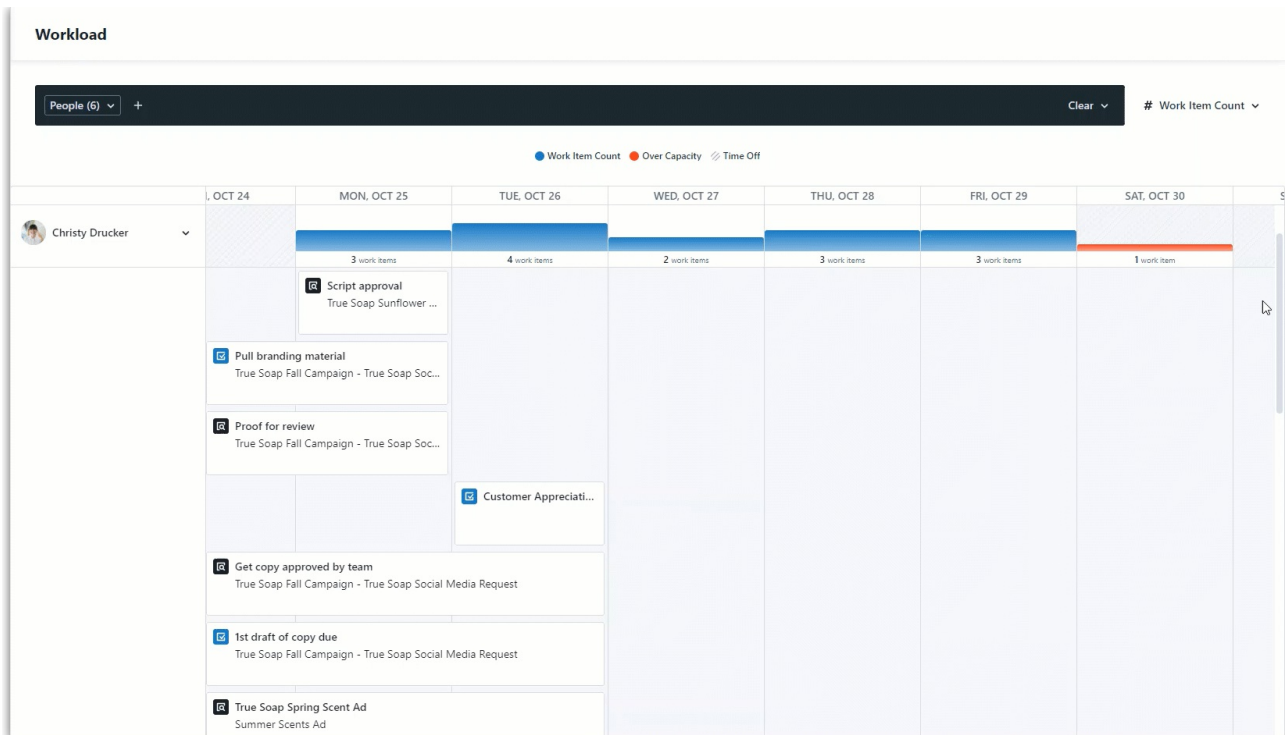 Workload
People (6) +
Clear
# Work Item Count
Work Item Count Over Capacity Time Off
, OCT 24 MON, OCT 25 TUE, OCT 26 WED, OCT 27 THU, OCT 28 FRI, OCT 29 SAT, OCT 30 S
Christy Drucker
3 work items 4 work items 2 work items 3 work items 3 work items 1 work item
Script approval
True Soap Sunflower ...
Pull branding material
True Soap Fall Campaign - True Soap Soc...
Proof for review
True Soap Fall Campaign - True Soap Soc...
Customer Appreciati...
Get copy approved by team
True Soap Fall Campaign - True Soap Social Media Request
1st draft of copy due
True Soap Fall Campaign - True Soap Social Media Request
True Soap Spring Scent Ad
Summer Scents Ad